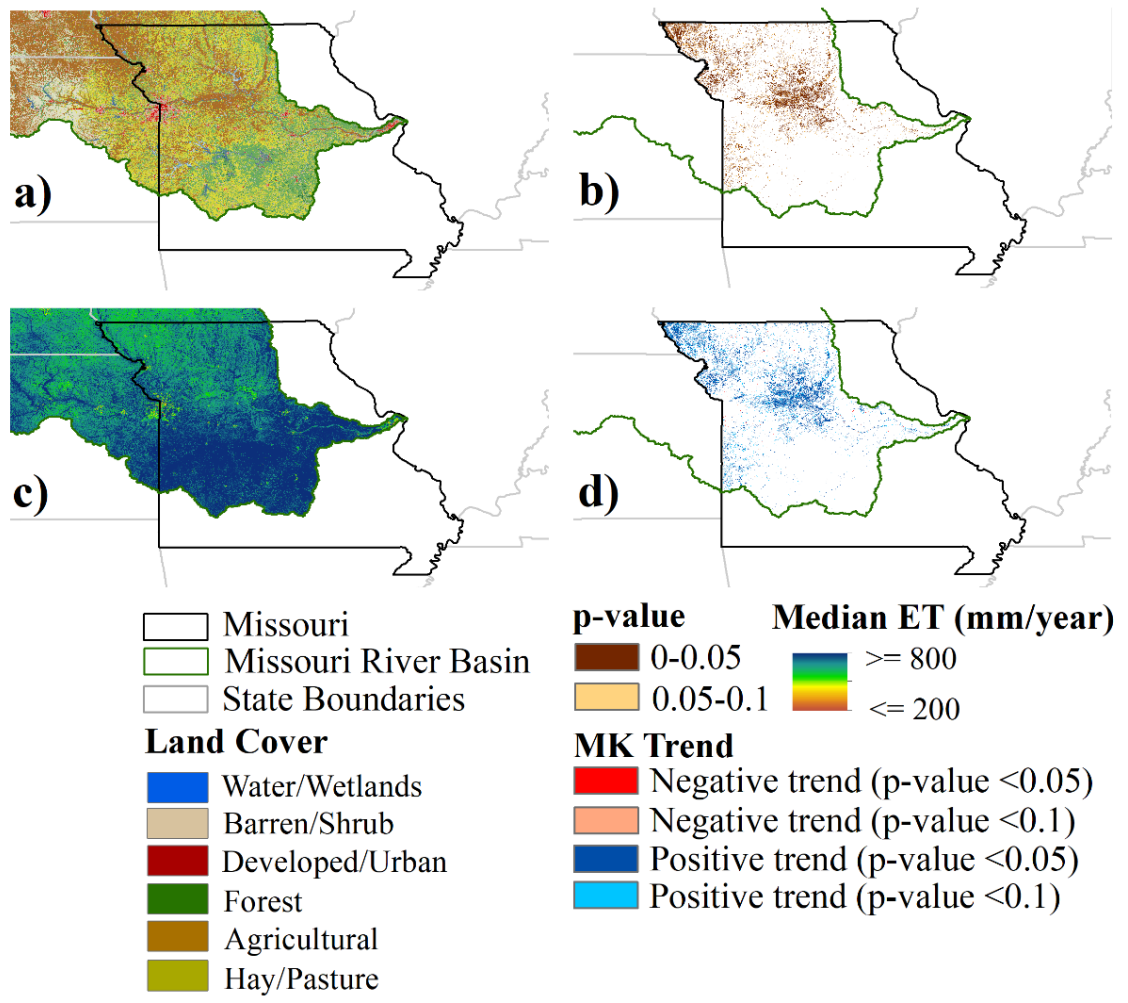 a)
b)
c)
d)
Missouri
Missouri River Basin
State Boundaries
Land Cover
Water/Wetlands
Barren/Shrub
Developed/Urban
Forest
Agricultural
Hay/Pasture
p-value
0-0.05
0.05-0.1
Median ET (mm/year)
>= 800
<= 200
MK Trend
Negative trend (p-value <0.05)
Negative trend (p-value <0.1)
Positive trend (p-value <0.05)
Positive trend (p-value <0.1)